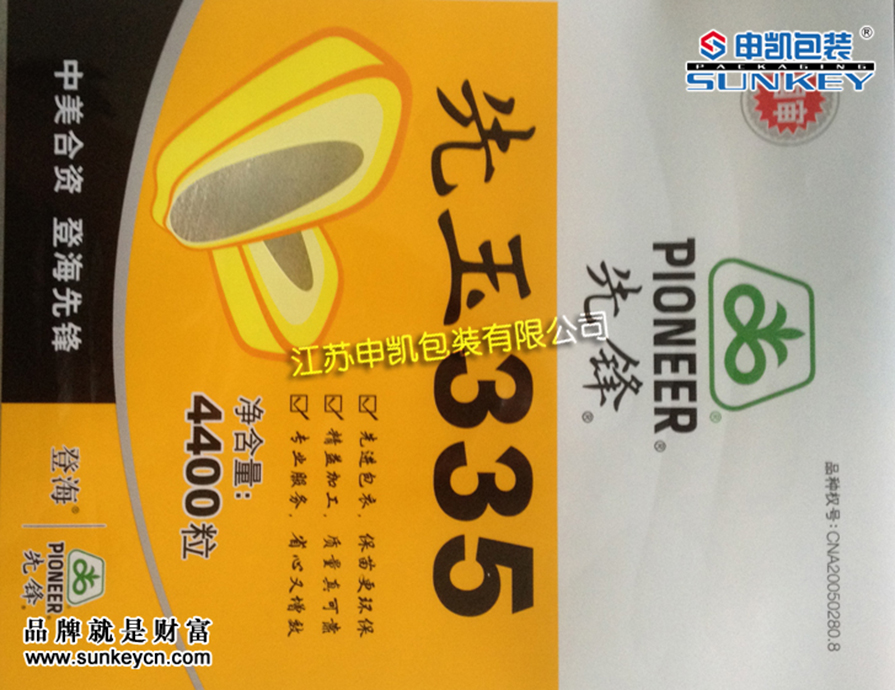 申凯包装®
PACKAGING
SUNKEY
PIONEER®
先锋®
品种权号:CNA20050280.8
先玉335
☑先进包衣，保苗更环保
☑精益加工，质量真可靠
☑专业服务，省心又增效
净含量:
4400粒
中美合资 登海先锋
登海®
PIONEER®
先锋®
江苏申凯包装有限公司
品牌就是财富
www.sunkeycn.com